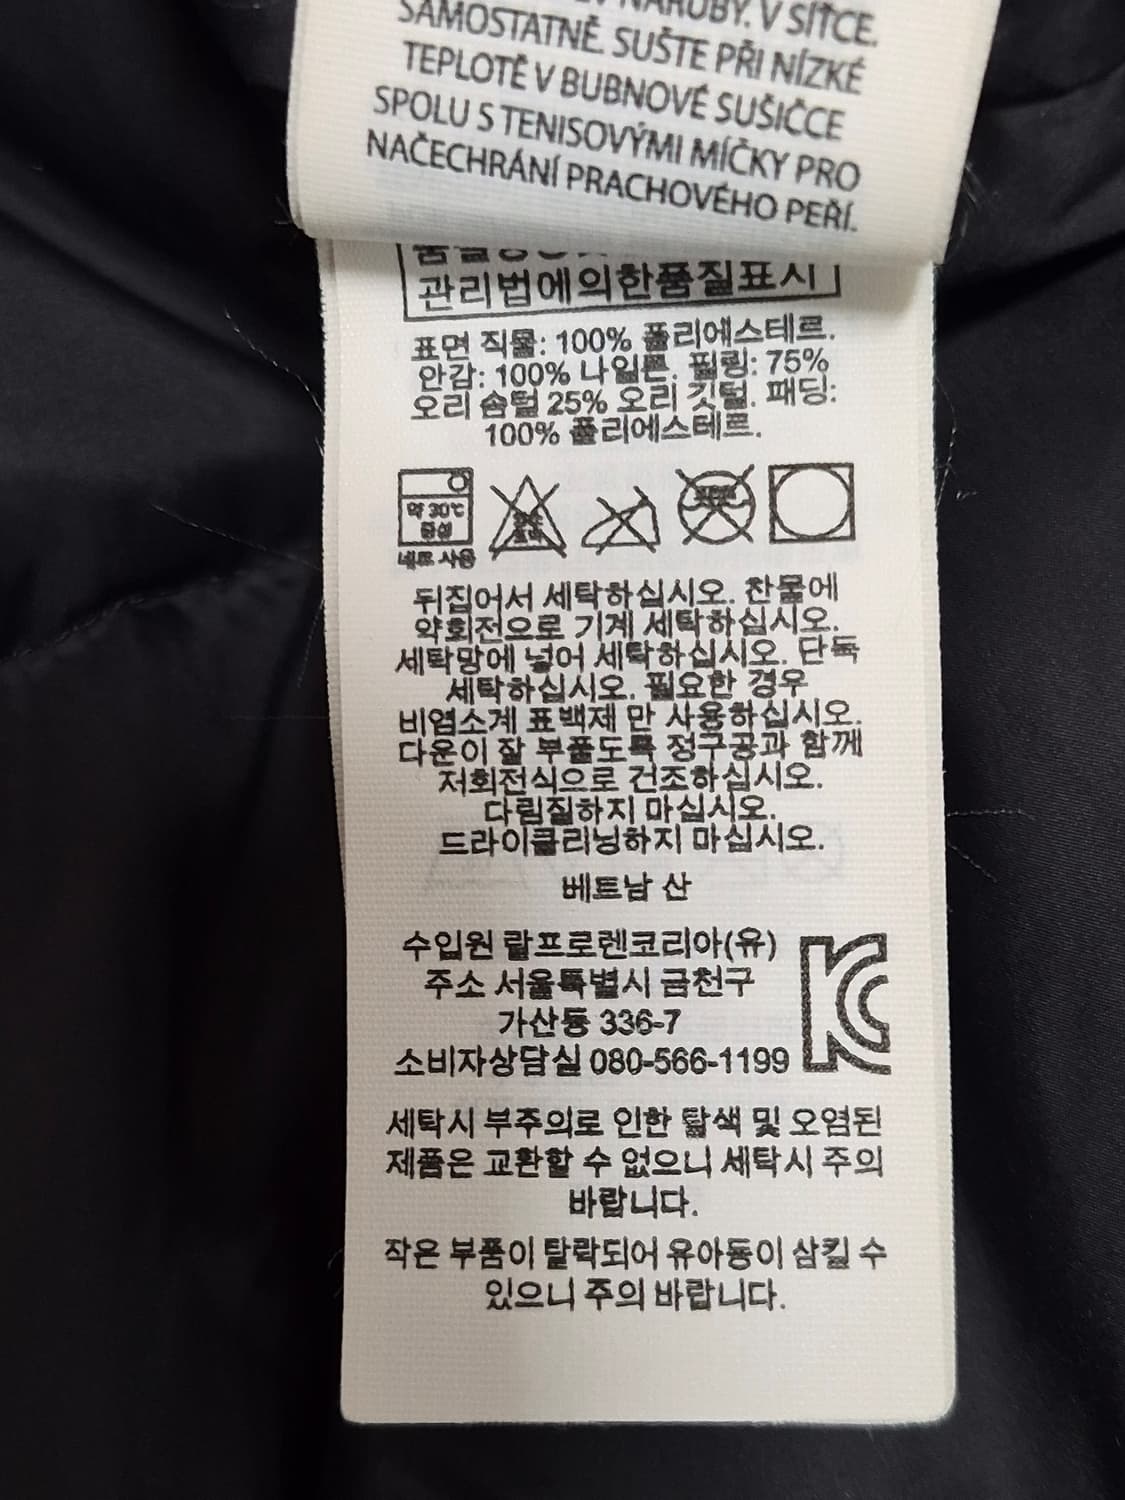 NARUBY. V SÍŤCE.
SAMOSTATNĚ. SUŠTE PŘI NÍZKÉ
TEPLOTĚ V BUBNOVÉ SUŠIČCE
SPOLU S TENISOVÝMI MÍČKY PRO
NAČECHRÁNÍ PRACHOVÉHO PEŘÍ.
관리법에의한품질표시
표면 직물: 100% 폴리에스테르.
안감: 100% 나일론. 필링: 75%
오리 솜털 25% 오리 깃털. 패딩:
100% 폴리에스테르.
약 30℃
중성
네트 사용
뒤집어서 세탁하십시오. 찬물에
약회전으로 기계 세탁하십시오.
세탁망에 넣어 세탁하십시오. 단독
세탁하십시오. 필요한 경우
비염소계 표백제 만 사용하십시오.
다운이 잘 부풀도록 정구공과 함께
저회전식으로 건조하십시오.
다림질하지 마십시오.
드라이클리닝하지 마십시오.
베트남 산
수입원 랄프로렌코리아(유)
주소 서울특별시 금천구
가산동 336-7
소비자상담실 080-566-1199
KC
세탁시 부주의로 인한 탈색 및 오염된
제품은 교환할 수 없으니 세탁시 주의
바랍니다.
작은 부품이 탈락되어 유아동이 삼킬 수
있으니 주의 바랍니다.